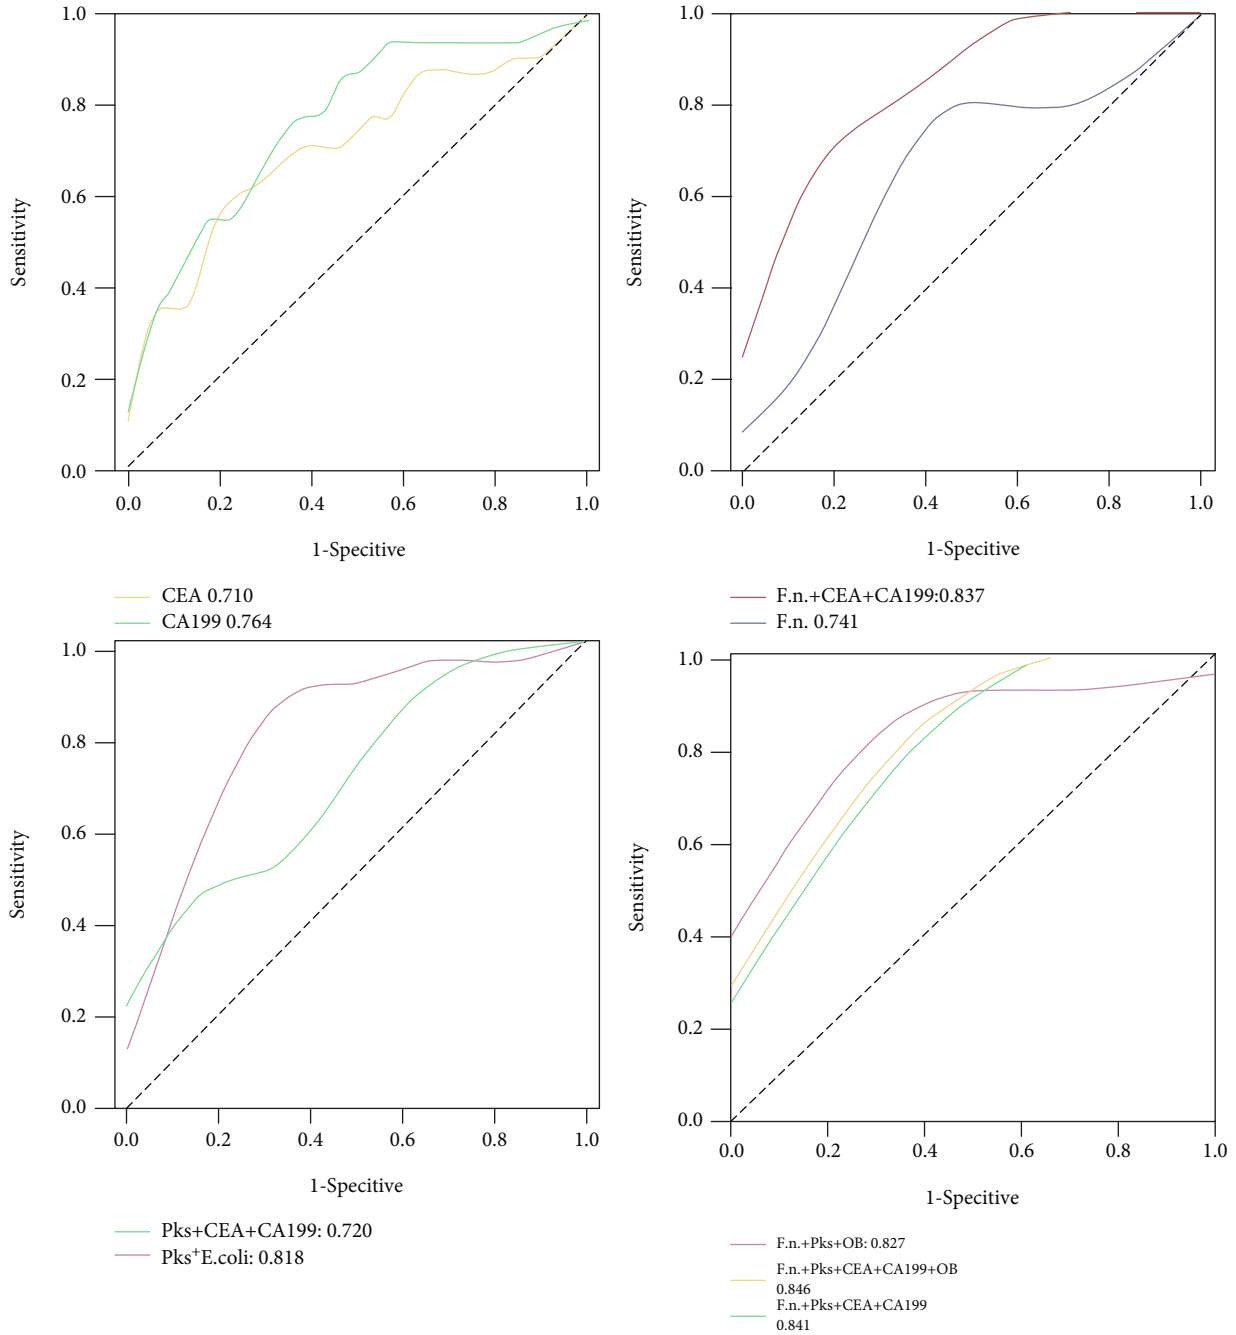 1.0
0.8
0.6
0.4
0.2
0.0
Sensitivity
0.0 0.2 0.4 0.6 0.8 1.0
1-Specitive
CEA 0.710
CA199 0.764
1.0
0.8
0.6
0.4
0.2
0.0
Sensitivity
0.0 0.2 0.4 0.6 0.8 1.0
1-Specitive
F.n.+CEA+CA199:0.837
F.n. 0.741
1.0
0.8
0.6
0.4
0.2
0.0
Sensitivity
0.0 0.2 0.4 0.6 0.8 1.0
1-Specitive
Pks+CEA+CA199: 0.720
Pks⁺E.coli: 0.818
1.0
0.8
0.6
0.4
0.2
0.0
Sensitivity
0.0 0.2 0.4 0.6 0.8 1.0
1-Specitive
F.n.+Pks+OB: 0.827
F.n.+Pks+CEA+CA199+OB
0.846
F.n.+Pks+CEA+CA199
0.841